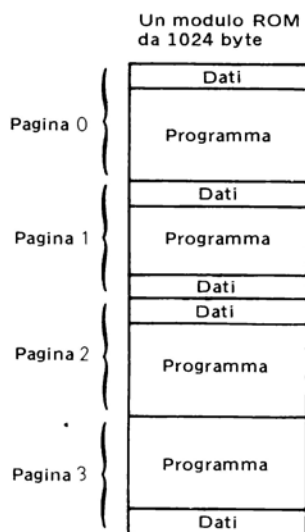 Un modulo ROM
da 1024 byte
Dati
Pagina 0
Programma
Dati
Pagina 1
Programma
Dati
Dati
Pagina 2
Programma
Programma
Pagina 3
Dati